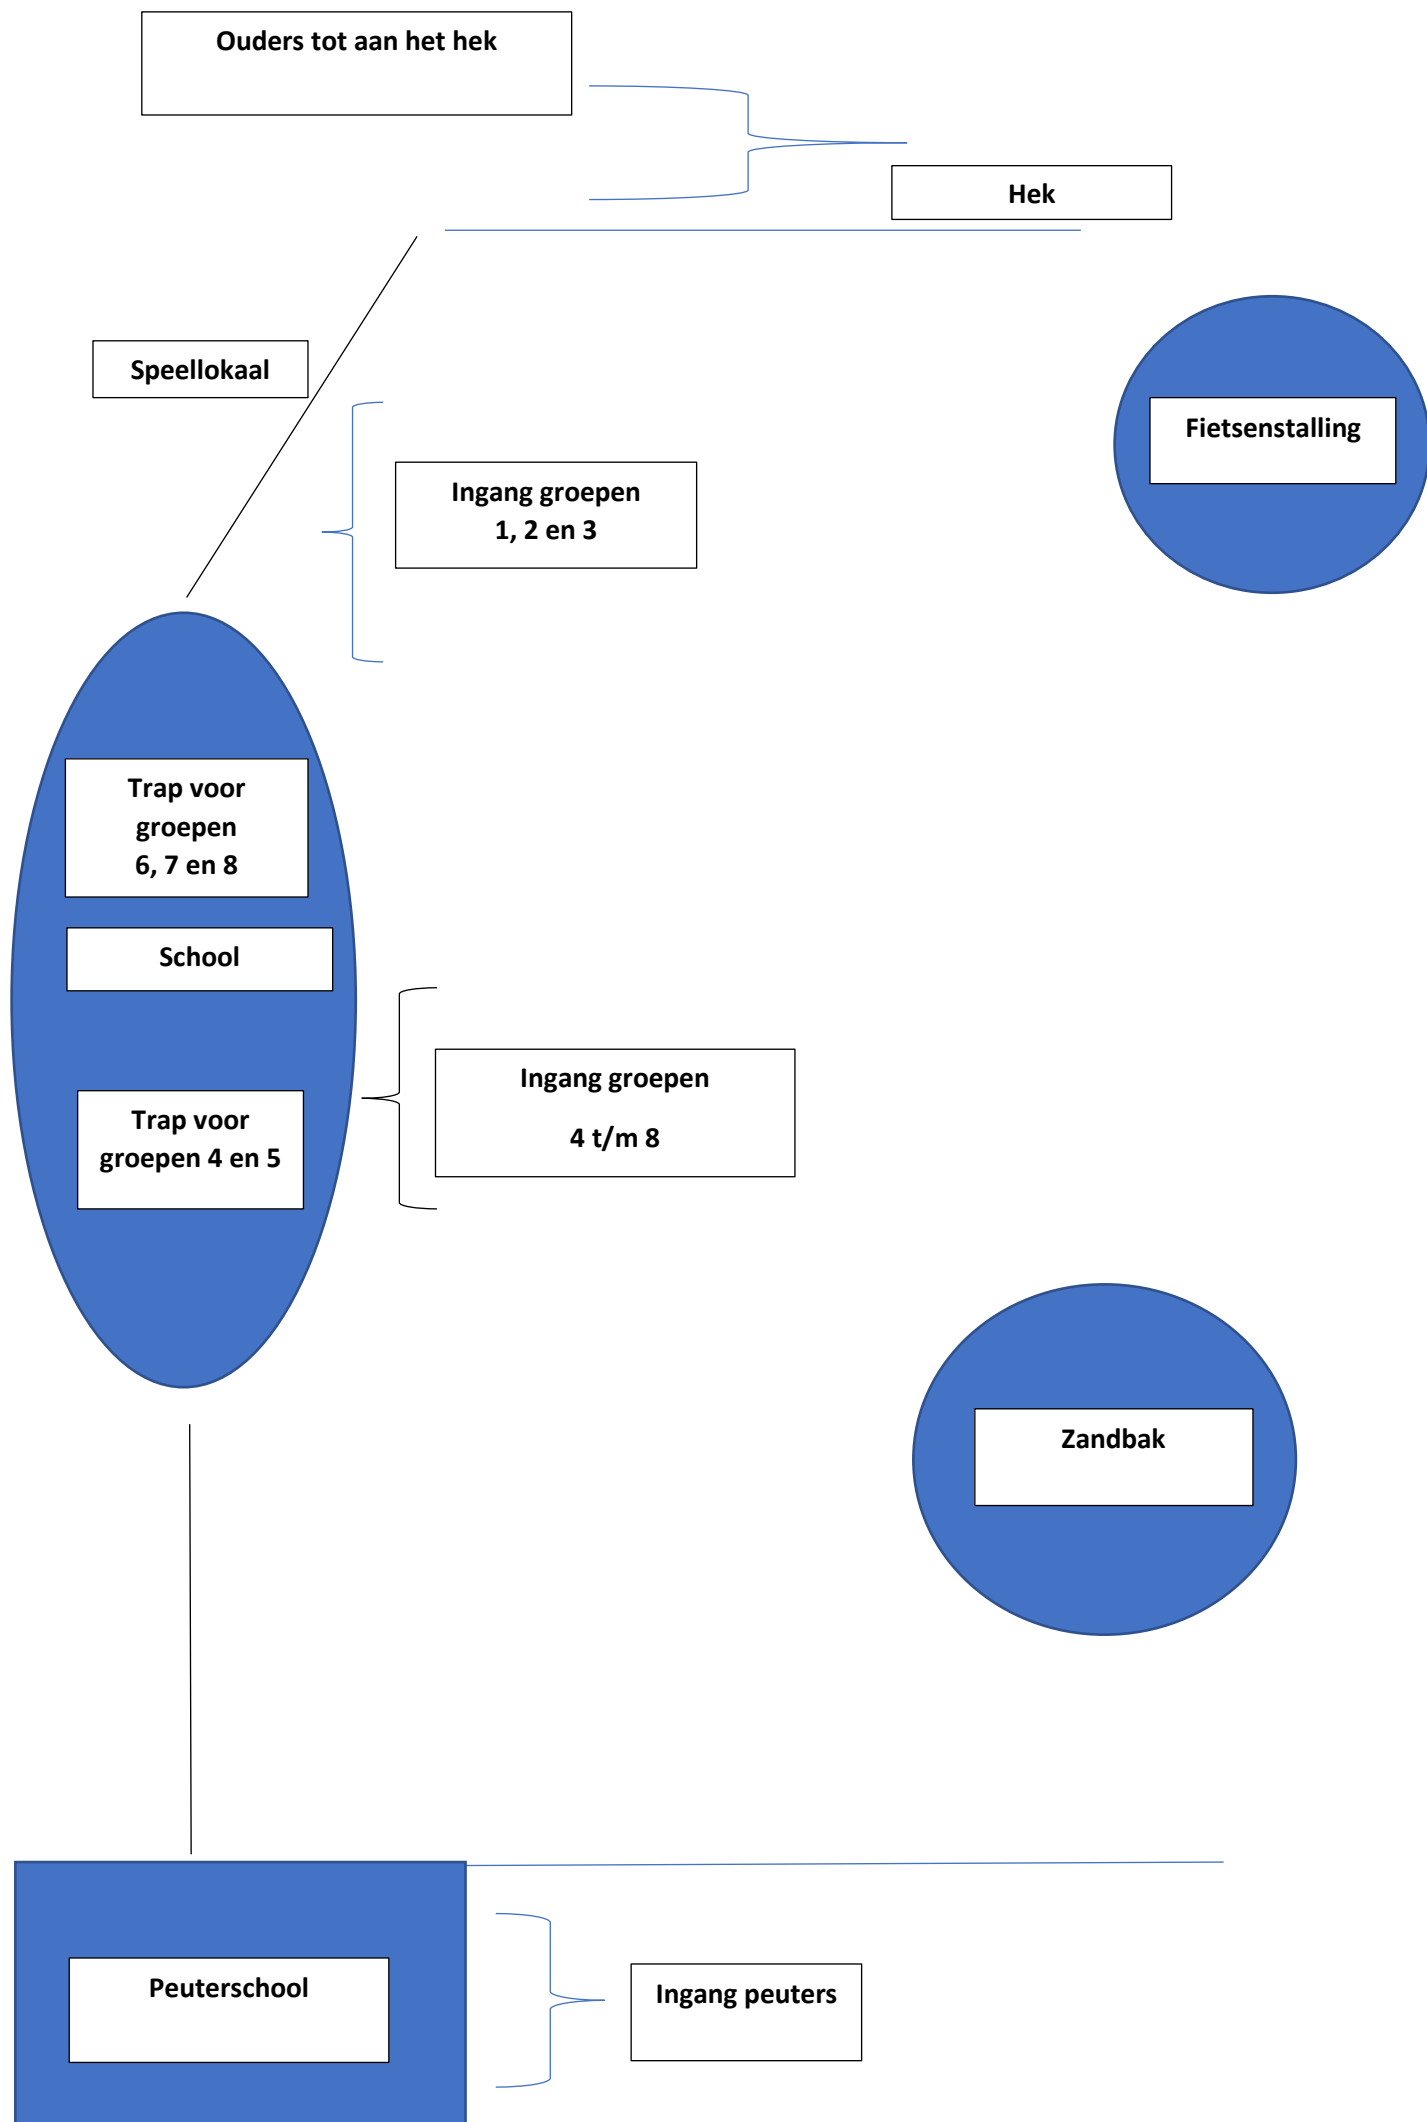 Ouders tot aan het hek
Hek
Speellokaal
Fietsenstalling
Ingang groepen
1, 2 en 3
Trap voor
groepen
6, 7 en 8
School
Ingang groepen
4 t/m 8
Trap voor
groepen 4 en 5
Zandbak
Peuterschool
Ingang peuters